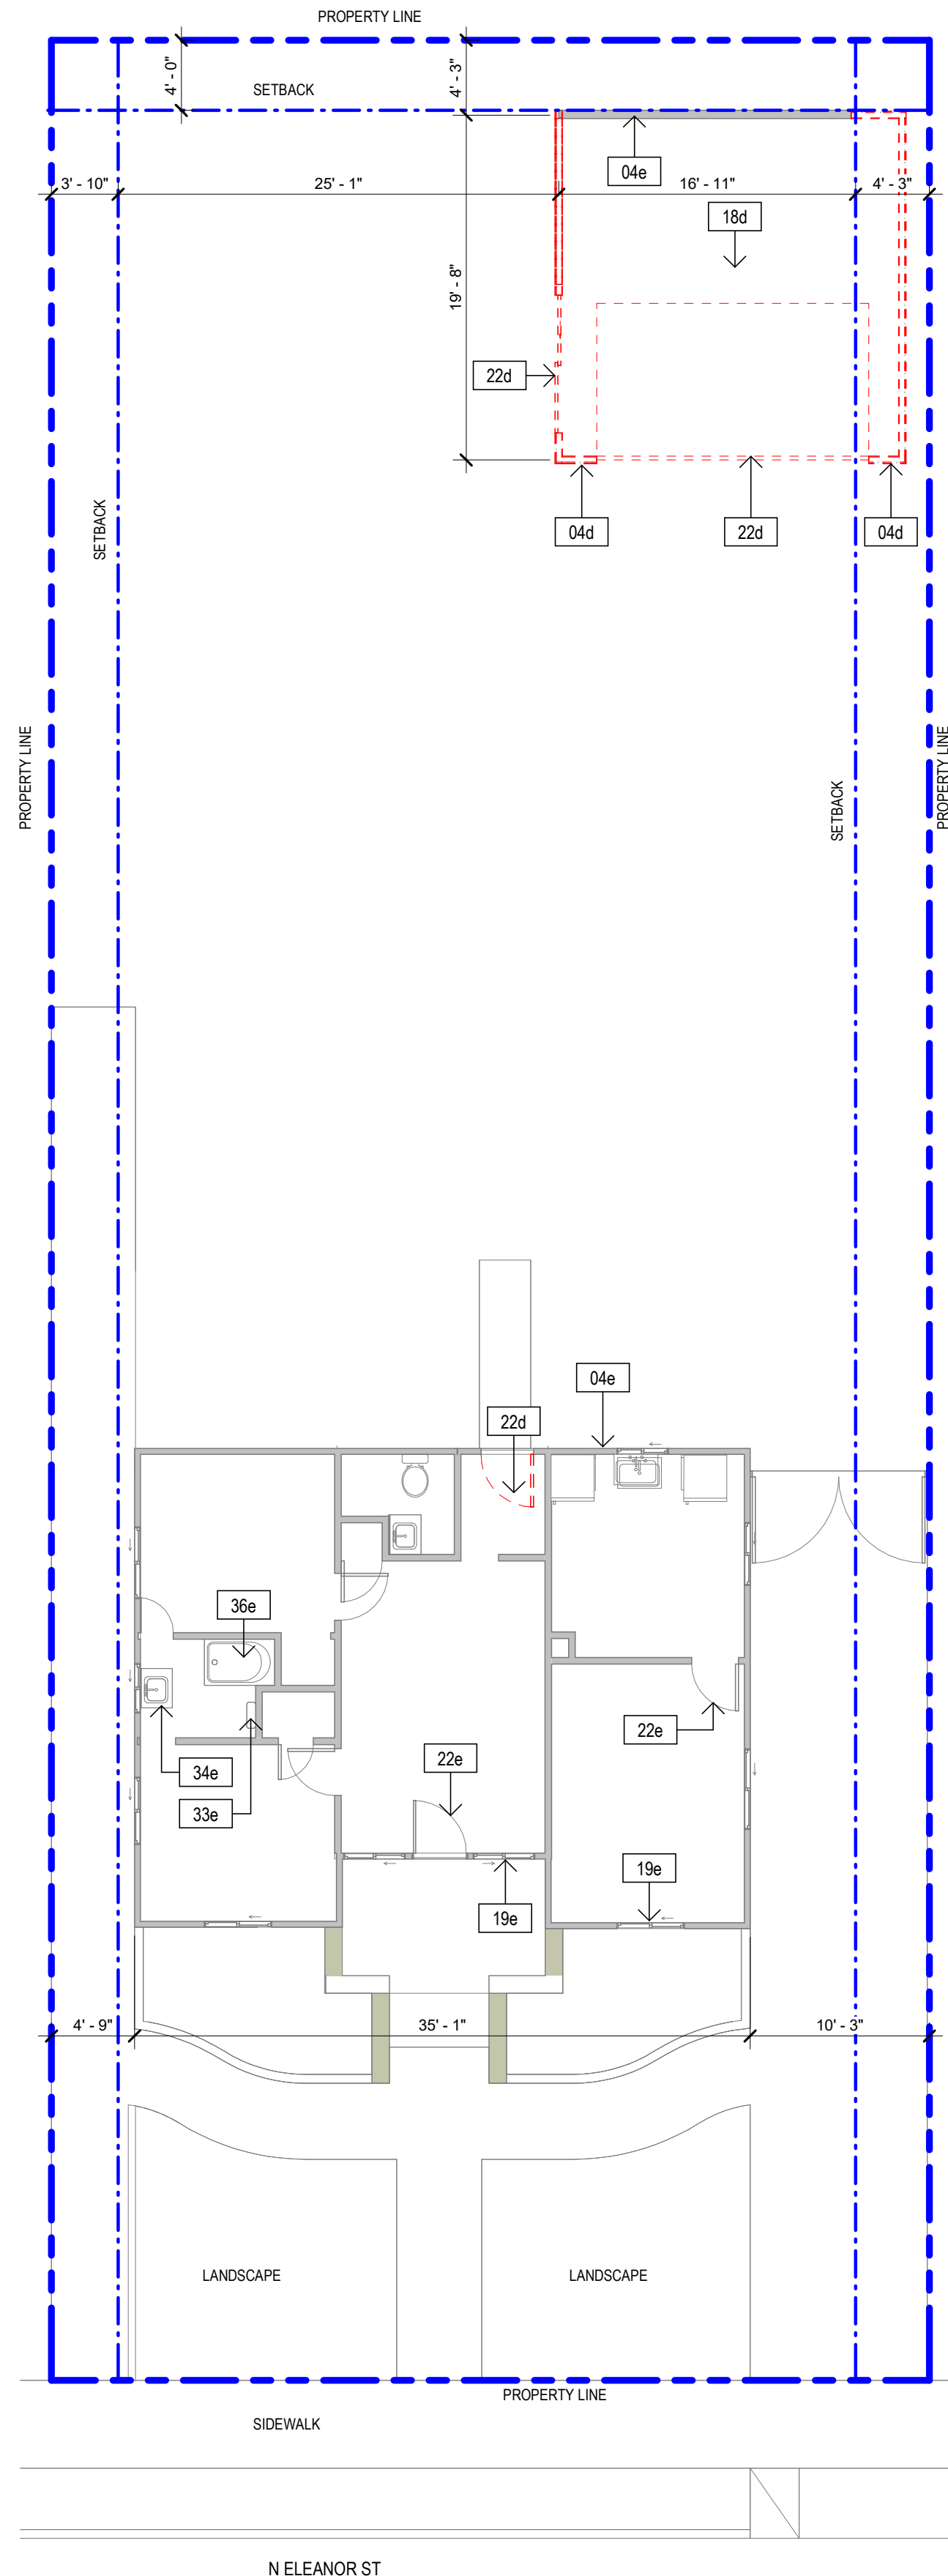 PROPERTY LINE
4' - 0"
4' - 3"
SETBACK
04e
3' - 10"
25' - 1"
16' - 11"
4' - 3"
18d
19' - 8"
22d
04d
22d
04d
SETBACK
PROPERTY LINE
PROPERTY LINE
SETBACK
04e
22d
36e
22e
34e
22e
33e
19e
19e
4' - 9"
35' - 1"
10' - 3"
LANDSCAPE
LANDSCAPE
PROPERTY LINE
SIDEWALK
N ELEANOR ST